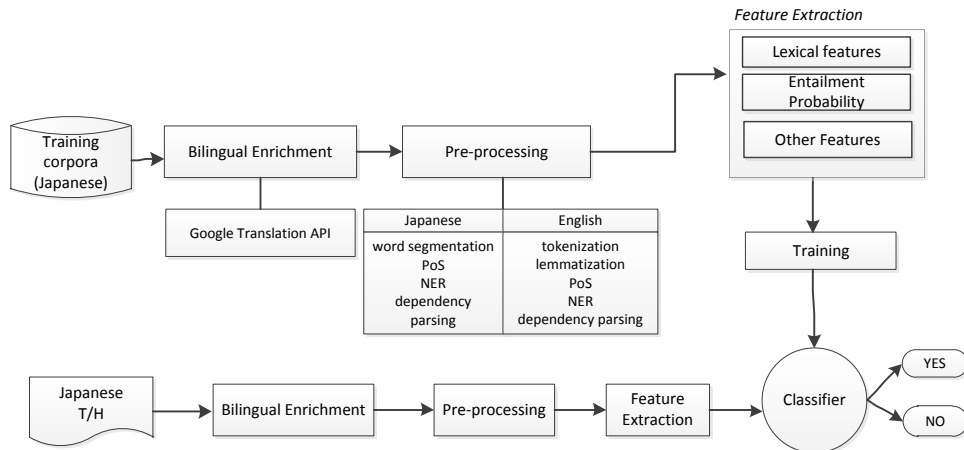 Feature Extraction
Lexical features
Entailment
Probability
Other Features
Training
corpora
(Japanese)
Bilingual Enrichment
Pre-processing
Google Translation API
Japanese
word segmentation
PoS
NER
dependency
parsing
English
tokenization
lemmatization
PoS
NER
dependency parsing
Training
Japanese
T/H
Bilingual Enrichment
Pre-processing
Feature
Extraction
Classifier
YES
NO